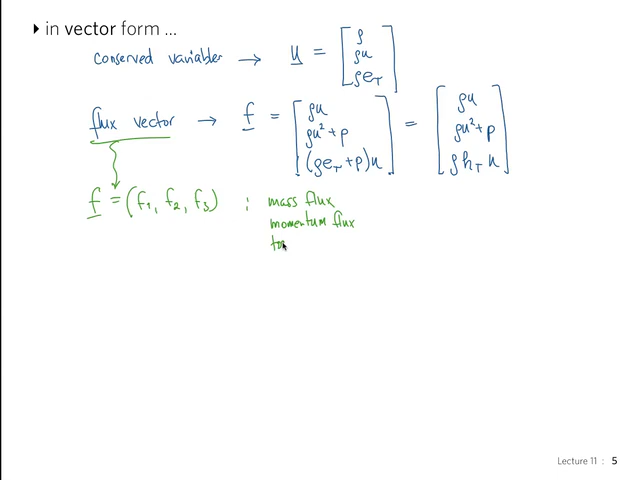 ▸ in vector form ...
conserved variables → u = [ρ
ρu
ρe_T]
flux vector → f = [ρu
ρu² + p
(ρe_T + p)u] = [ρu
ρu² + p
ρh_T u]
f = (f₁, f₂, f₃) : mass flux
momentum flux
to
Lecture 11 : 5